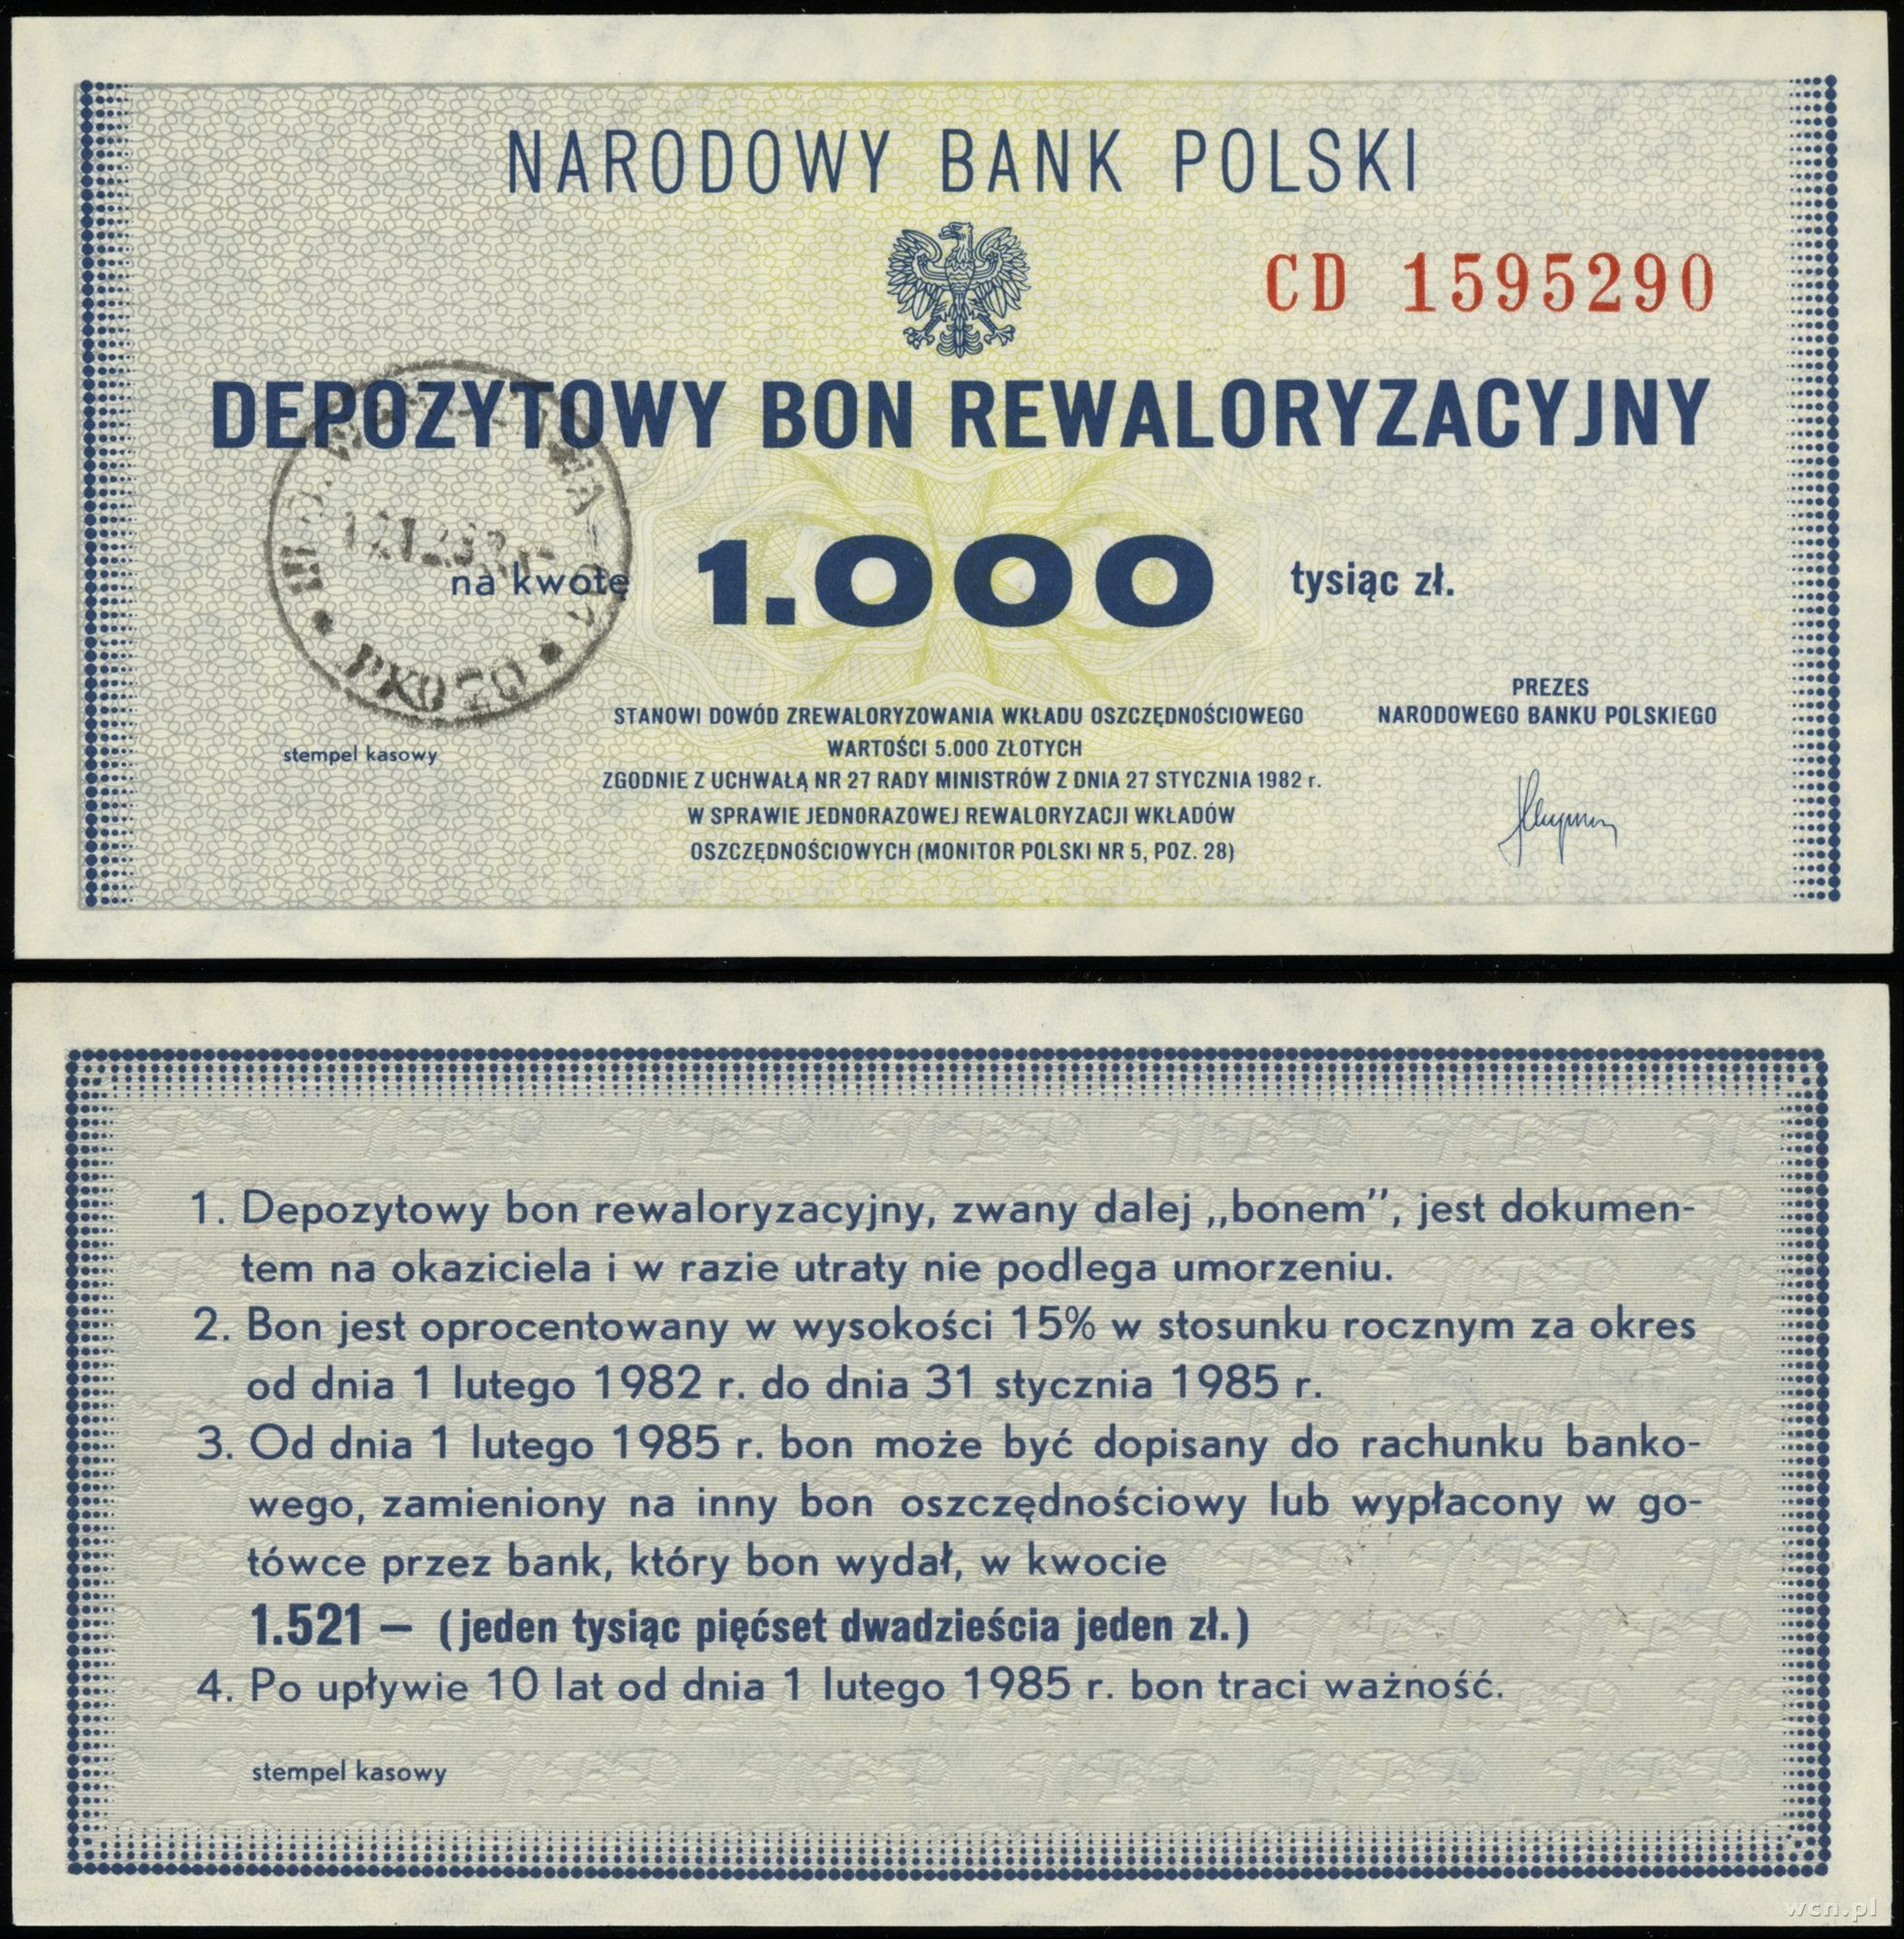 NARODOWY BANK POLSKI
CD 1595290
DEPOZYTOWY BON REWALORYZACYJNY
na kwotę 1.000 tysiąc zł.
PKO
stempel kasowy
STANOWI DOWÓD ZREWALORYZOWANIA WKŁADU OSZCZĘDNOŚCIOWEGO
WARTOŚCI 5.000 ZŁOTYCH
ZGODNIE Z UCHWAŁĄ NR 27 RADY MINISTRÓW Z DNIA 27 STYCZNIA 1982 r.
W SPRAWIE JEDNORAZOWEJ REWALORYZACJI WKŁADÓW
OSZCZĘDNOŚCIOWYCH (MONITOR POLSKI NR 5, POZ. 28)
PREZES
NARODOWEGO BANKU POLSKIEGO
1. Depozytowy bon rewaloryzacyjny, zwany dalej „bonem”, jest dokumen-
tem na okaziciela i w razie utraty nie podlega umorzeniu.
2. Bon jest oprocentowany w wysokości 15% w stosunku rocznym za okres
od dnia 1 lutego 1982 r. do dnia 31 stycznia 1985 r.
3. Od dnia 1 lutego 1985 r. bon może być dopisany do rachunku banko-
wego, zamieniony na inny bon oszczędnościowy lub wypłacony w go-
tówce przez bank, który bon wydał, w kwocie
1.521 — (jeden tysiąc pięćset dwadzieścia jeden zł.)
4. Po upływie 10 lat od dnia 1 lutego 1985 r. bon traci ważność.
stempel kasowy
wcn.pl